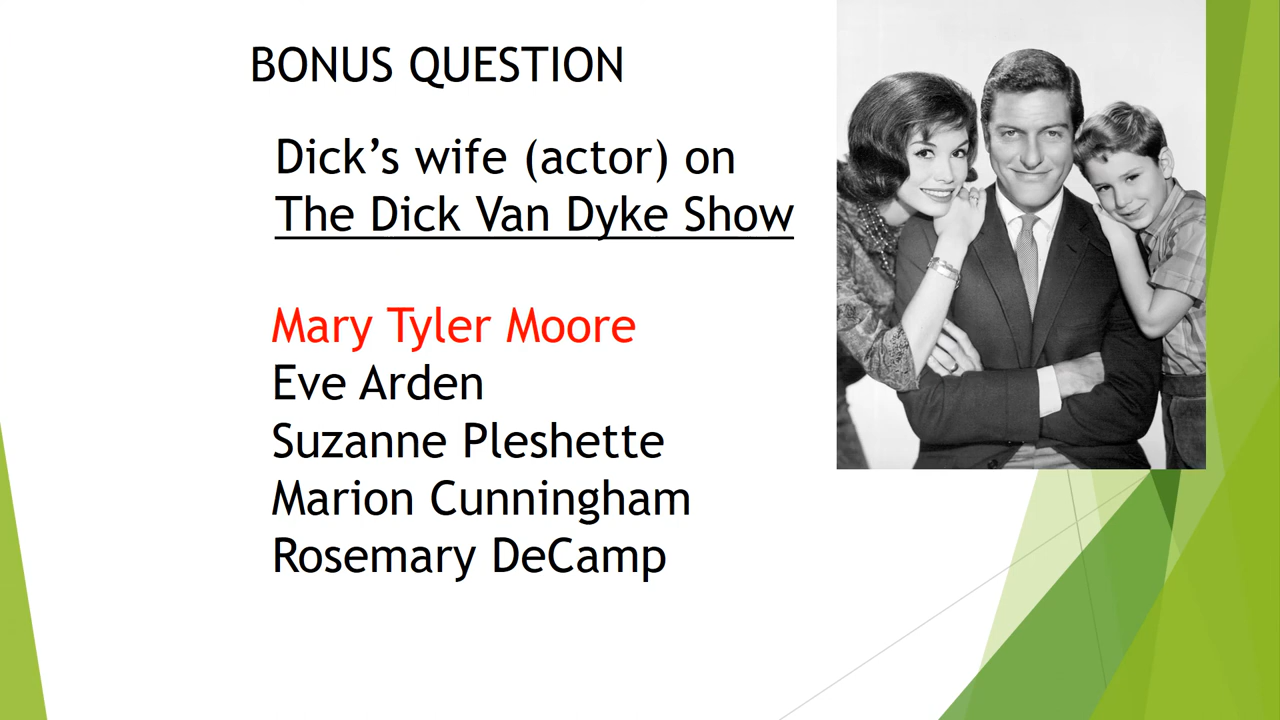 BONUS QUESTION
Dick’s wife (actor) on
The Dick Van Dyke Show
Mary Tyler Moore
Eve Arden
Suzanne Pleshette
Marion Cunningham
Rosemary DeCamp